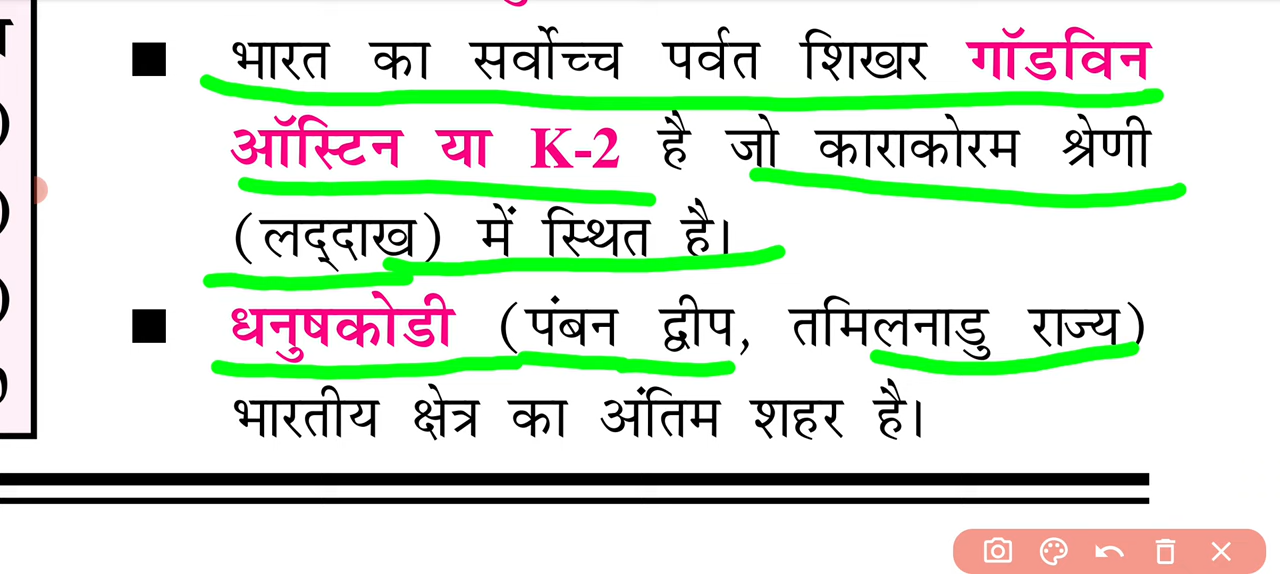 ■ भारत का सर्वोच्च पर्वत शिखर गॉडविन
ऑस्टिन या K-2 है जो काराकोरम श्रेणी
(लद्दाख) में स्थित है।
■ धनुषकोडी (पंबन द्वीप, तमिलनाडु राज्य)
भारतीय क्षेत्र का अंतिम शहर है।